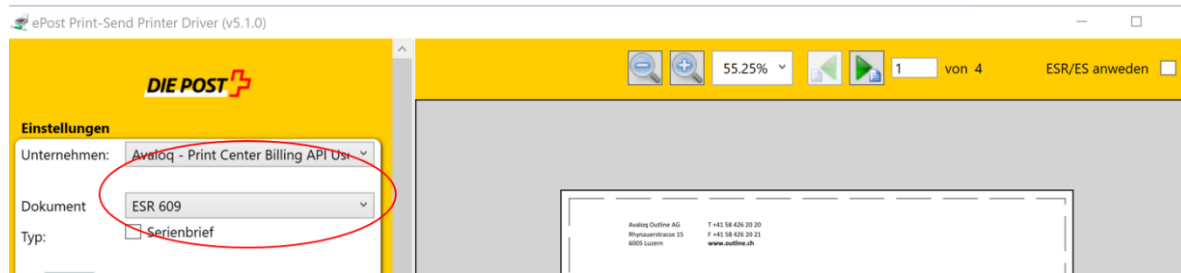 ePost Print-Send Printer Driver (v5.1.0)
DIE POST
55.25%
1 von 4
ESR/ES anweden
Einstellungen
Unternehmen: Avaloq - Print Center Billing API Use
Dokument ESR 609
Typ: Serienbrief
Avaloq Outline AG T +41 58 426 20 20
Rhynauerstrasse 15 F +41 58 426 20 21
6005 Luzern www.outline.ch